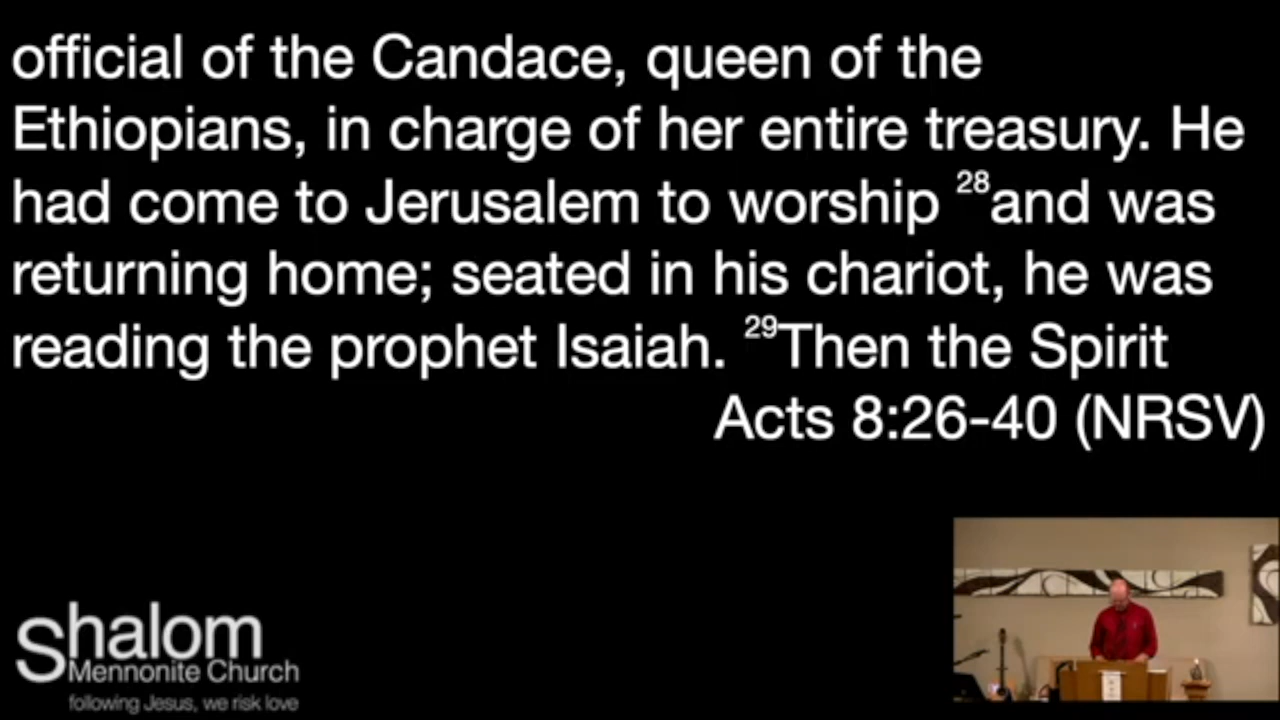 official of the Candace, queen of the
Ethiopians, in charge of her entire treasury. He
had come to Jerusalem to worship 28and was
returning home; seated in his chariot, he was
reading the prophet Isaiah. 29Then the Spirit
Acts 8:26-40 (NRSV)
Shalom
Mennonite Church
following Jesus, we risk love